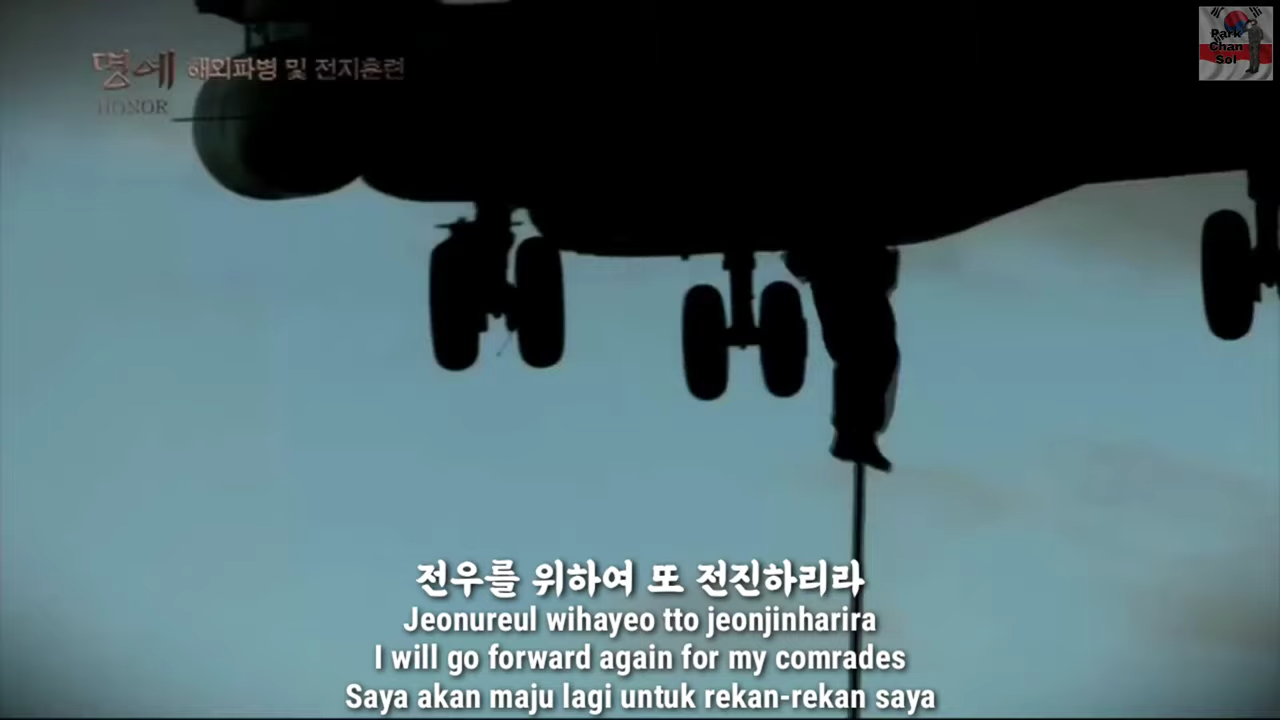 명예 해외파병 및 전지훈련
HONOR
Park
Chan
Sol
전우를 위하여 또 전진하리라
Jeonureul wihayeo tto jeonjinharira
I will go forward again for my comrades
Saya akan maju lagi untuk rekan-rekan saya